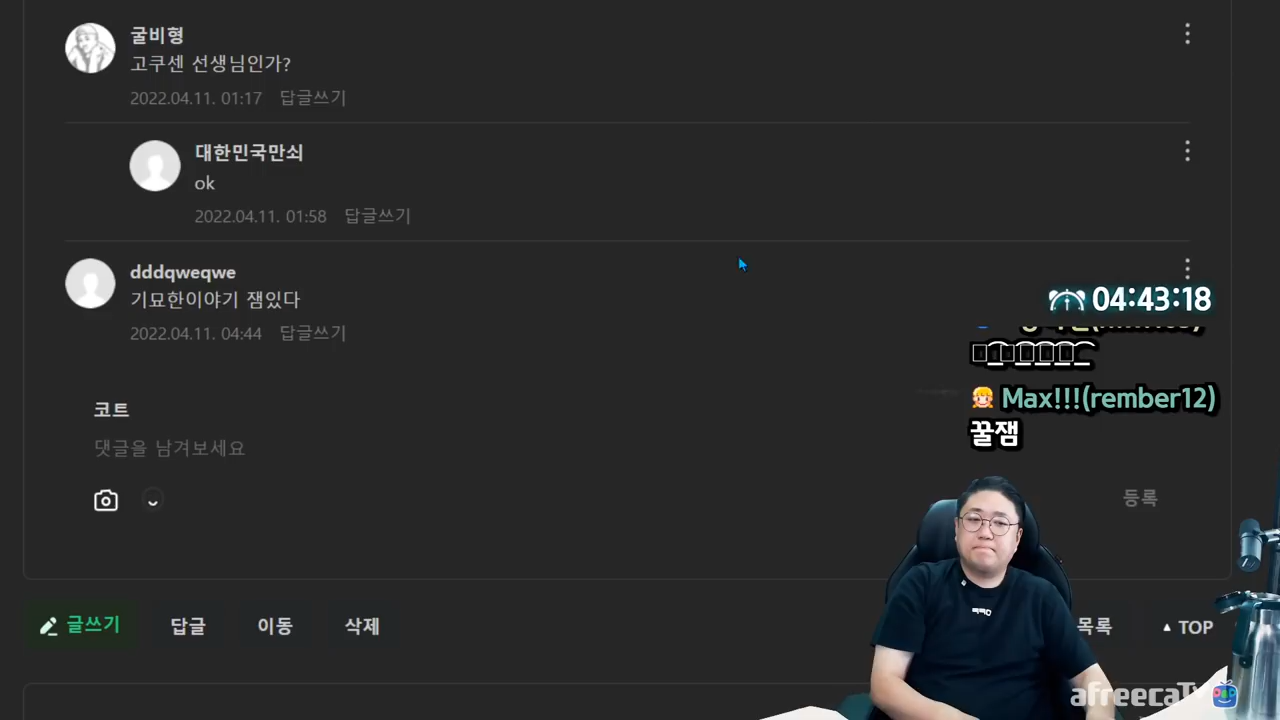 굴비형
고쿠센 선생님인가?
2022.04.11. 01:17 답글쓰기
대한민국만쇠
ok
2022.04.11. 01:58 답글쓰기
dddqweqwe
기묘한이야기 잼있다
2022.04.11. 04:44 답글쓰기
04:43:18
Max!!!(rember12)
꿀잼
코트
댓글을 남겨보세요
등록
글쓰기
답글
이동
삭제
목록
TOP
afreecaTV